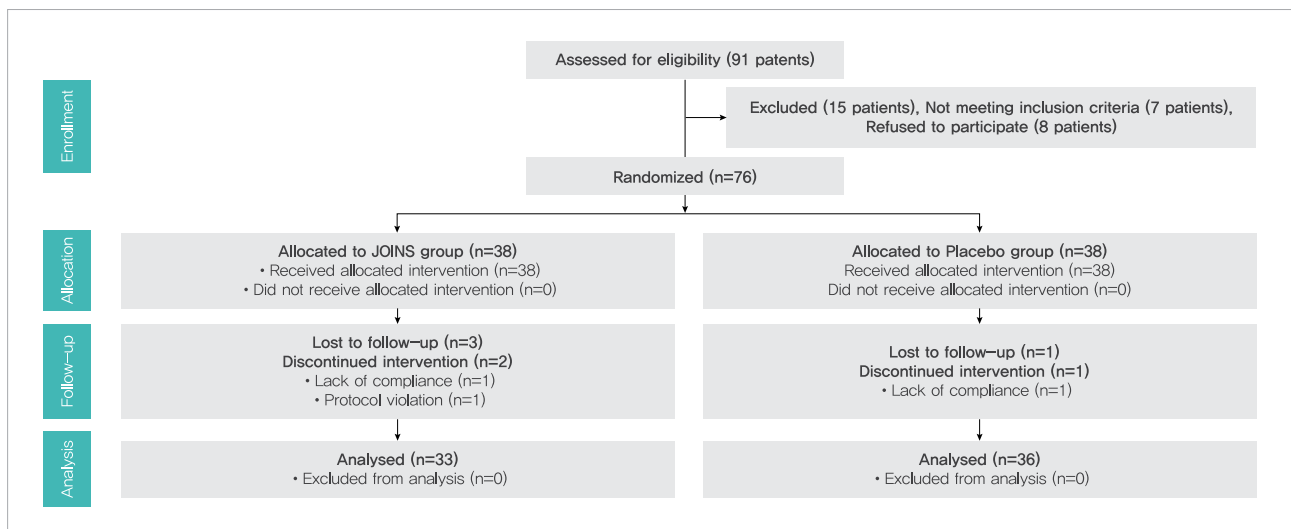 Enrollment
Assessed for eligibility (91 patents)
Excluded (15 patients), Not meeting inclusion criteria (7 patients),
Refused to participate (8 patients)
Randomized (n=76)
Allocation
Allocated to JOINS group (n=38)
• Received allocated intervention (n=38)
• Did not receive allocated intervention (n=0)
Allocated to Placebo group (n=38)
Received allocated intervention (n=38)
Did not receive allocated intervention (n=0)
Follow-up
Lost to follow-up (n=3)
Discontinued intervention (n=2)
• Lack of compliance (n=1)
• Protocol violation (n=1)
Lost to follow-up (n=1)
Discontinued intervention (n=1)
• Lack of compliance (n=1)
Analysis
Analysed (n=33)
• Excluded from analysis (n=0)
Analysed (n=36)
• Excluded from analysis (n=0)